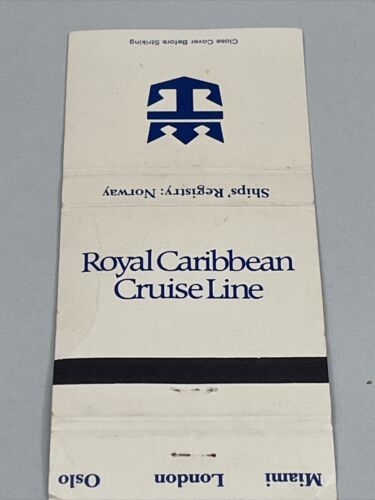 Close Cover Before Striking
Ships' Registry: Norway
Royal Caribbean
Cruise Line
Miami London Oslo